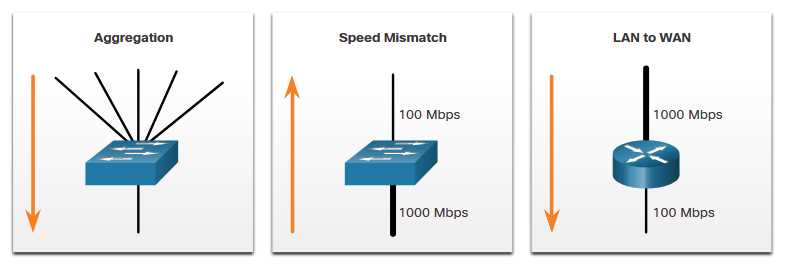 Aggregation
Speed Mismatch
100 Mbps
1000 Mbps
LAN to WAN
1000 Mbps
100 Mbps